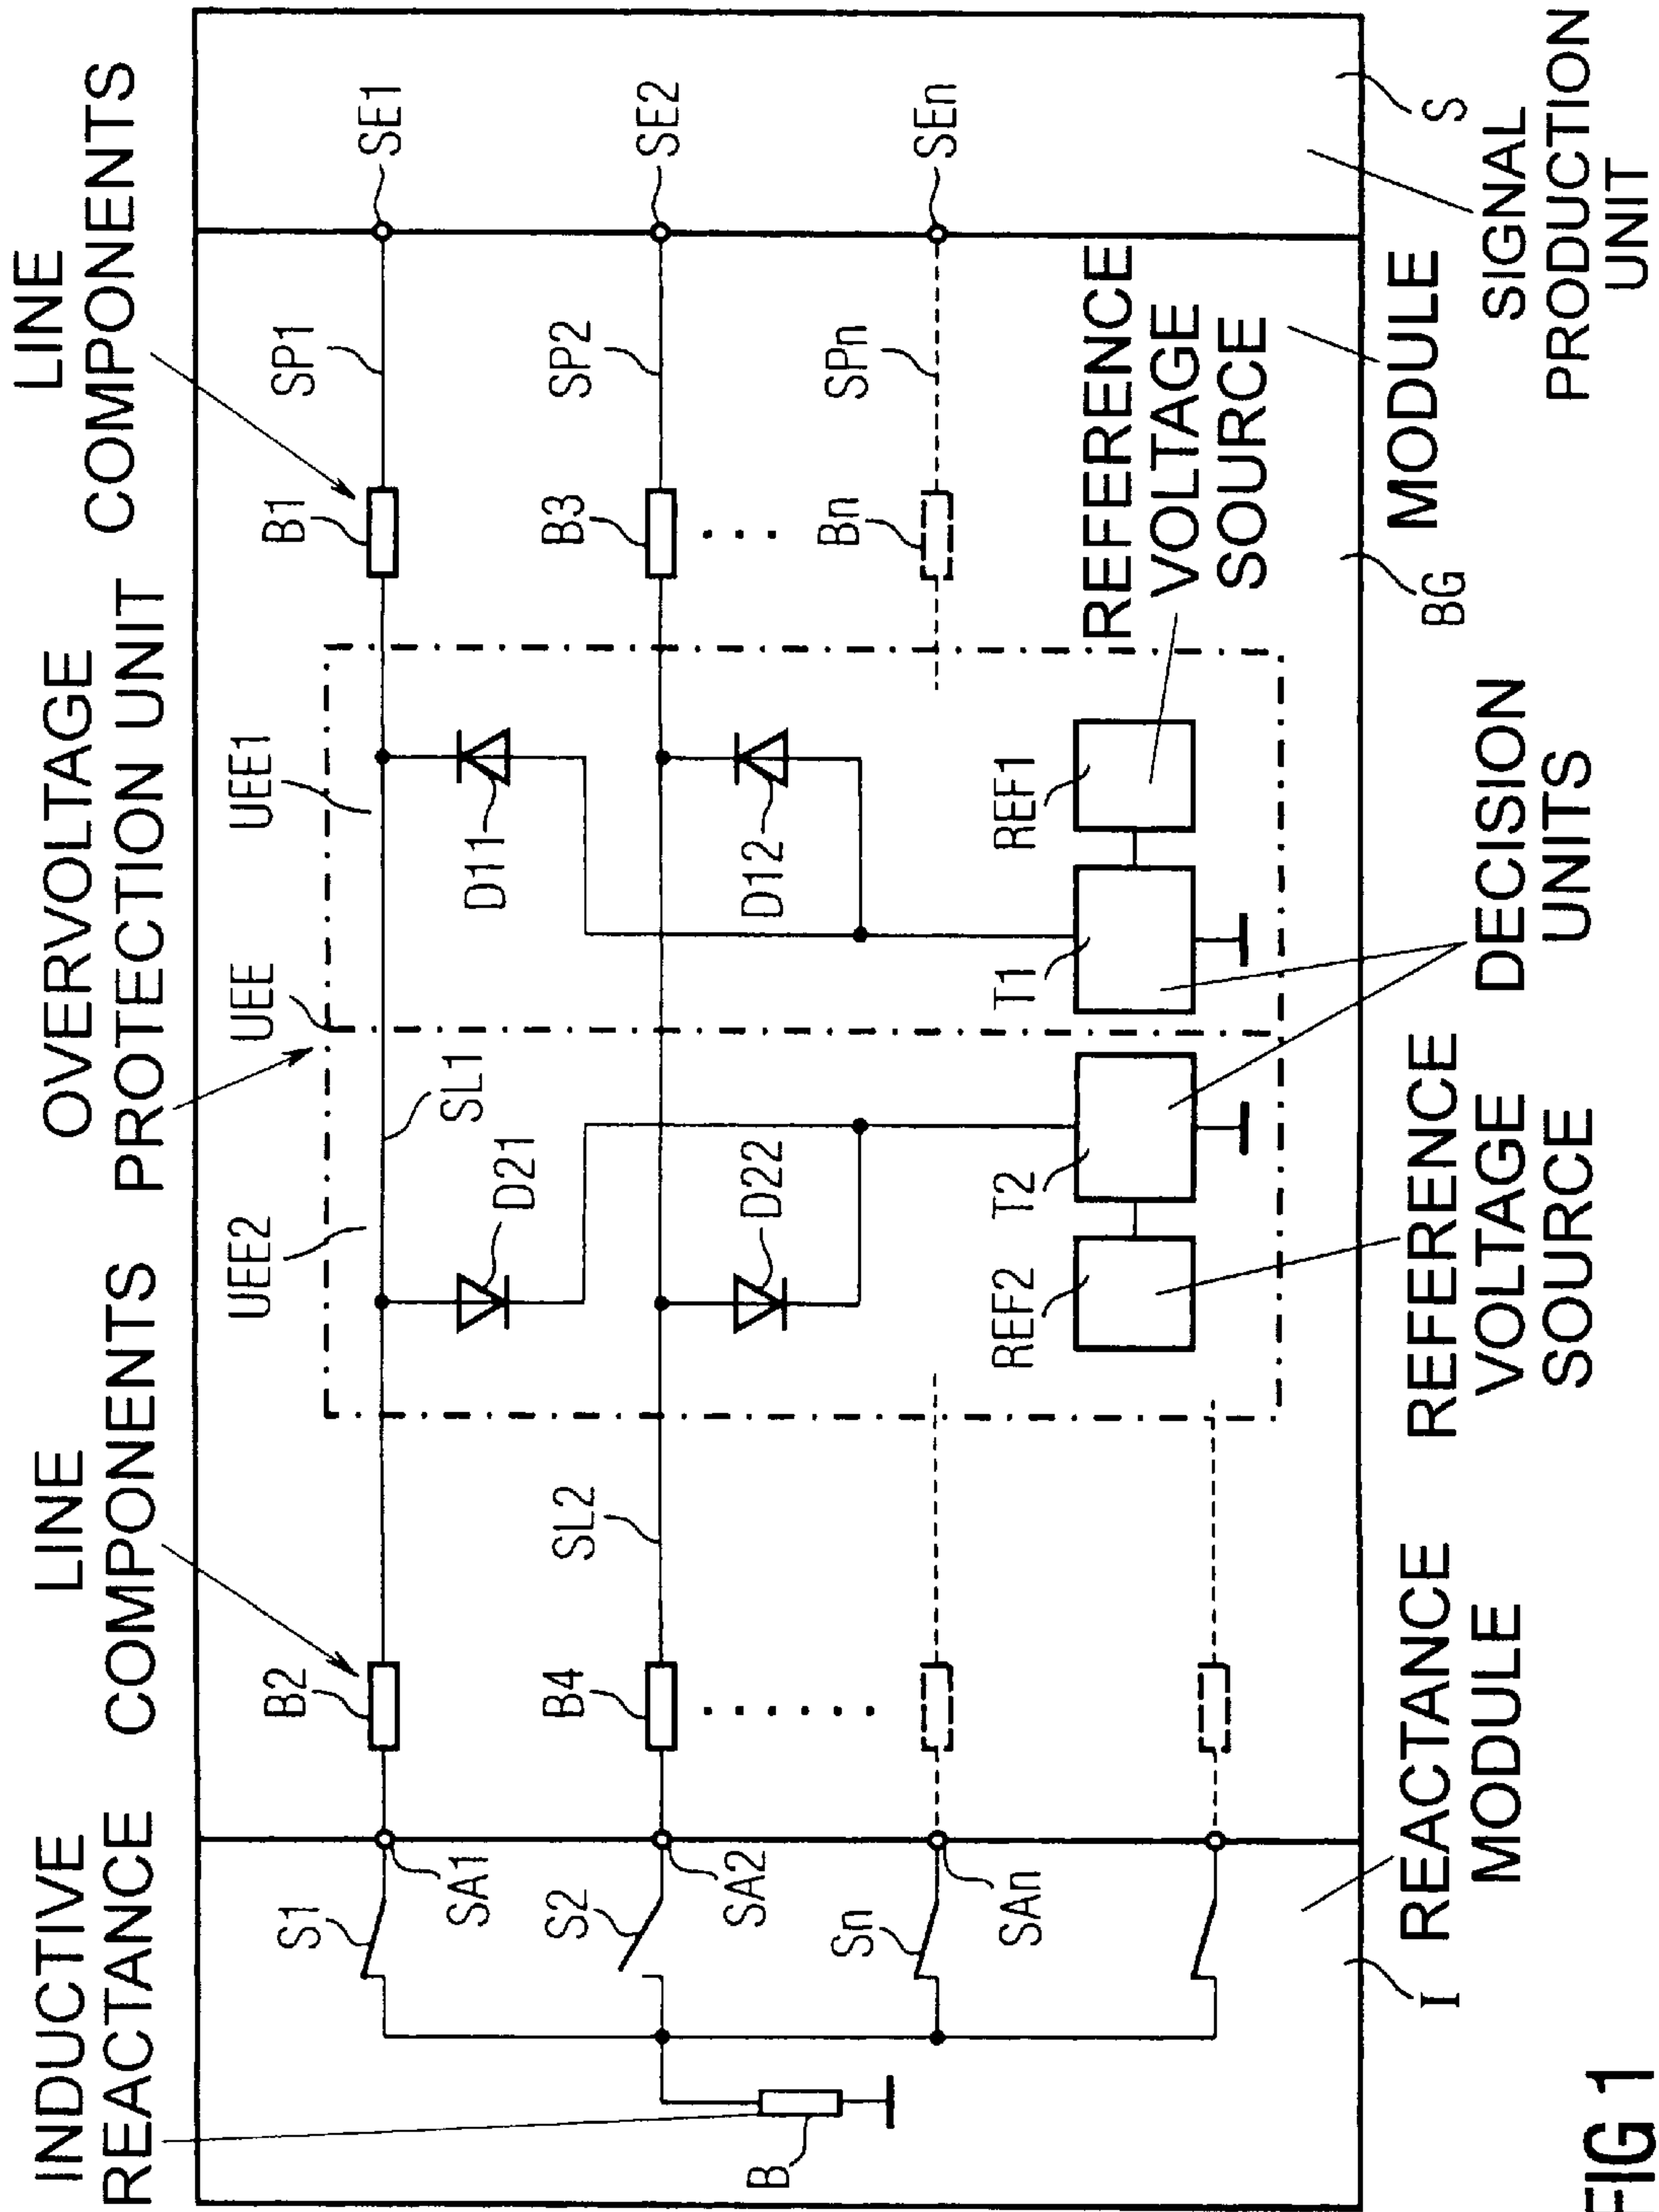 INDUCTIVE
REACTANCE
LINE
COMPONENTS
OVERVOLTAGE
PROTECTION UNIT
LINE
COMPONENTS
UEE2
UEE
UEE1
S1
SA1
B2
SL1
B1
SP1
SE1
D21
D11
S2
SA2
B4
SL2
B3
SP2
SE2
D22
D12
B
Sn
SAn
Bn
SPn
SEn
REF2
T2
T1
REF1
REFERENCE
VOLTAGE
SOURCE
I
BG
S
REACTANCE
MODULE
REFERENCE
VOLTAGE
SOURCE
DECISION
UNITS
MODULE
SIGNAL
PRODUCTION
UNIT
FIG 1